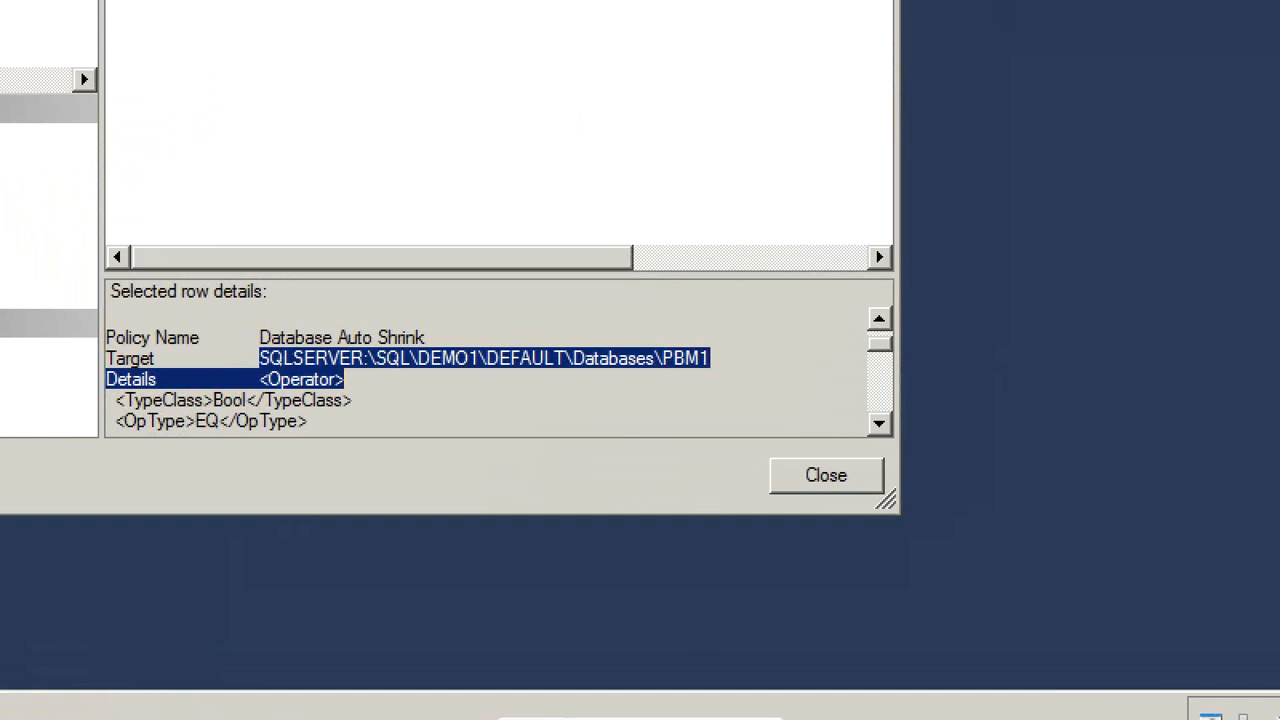 Selected row details:
Policy Name Database Auto Shrink
Target SQLSERVER:\SQL\DEMO1\DEFAULT\Databases\PBM1
Details <Operator>
<TypeClass>Bool</TypeClass>
<OpType>EQ</OpType>
Close